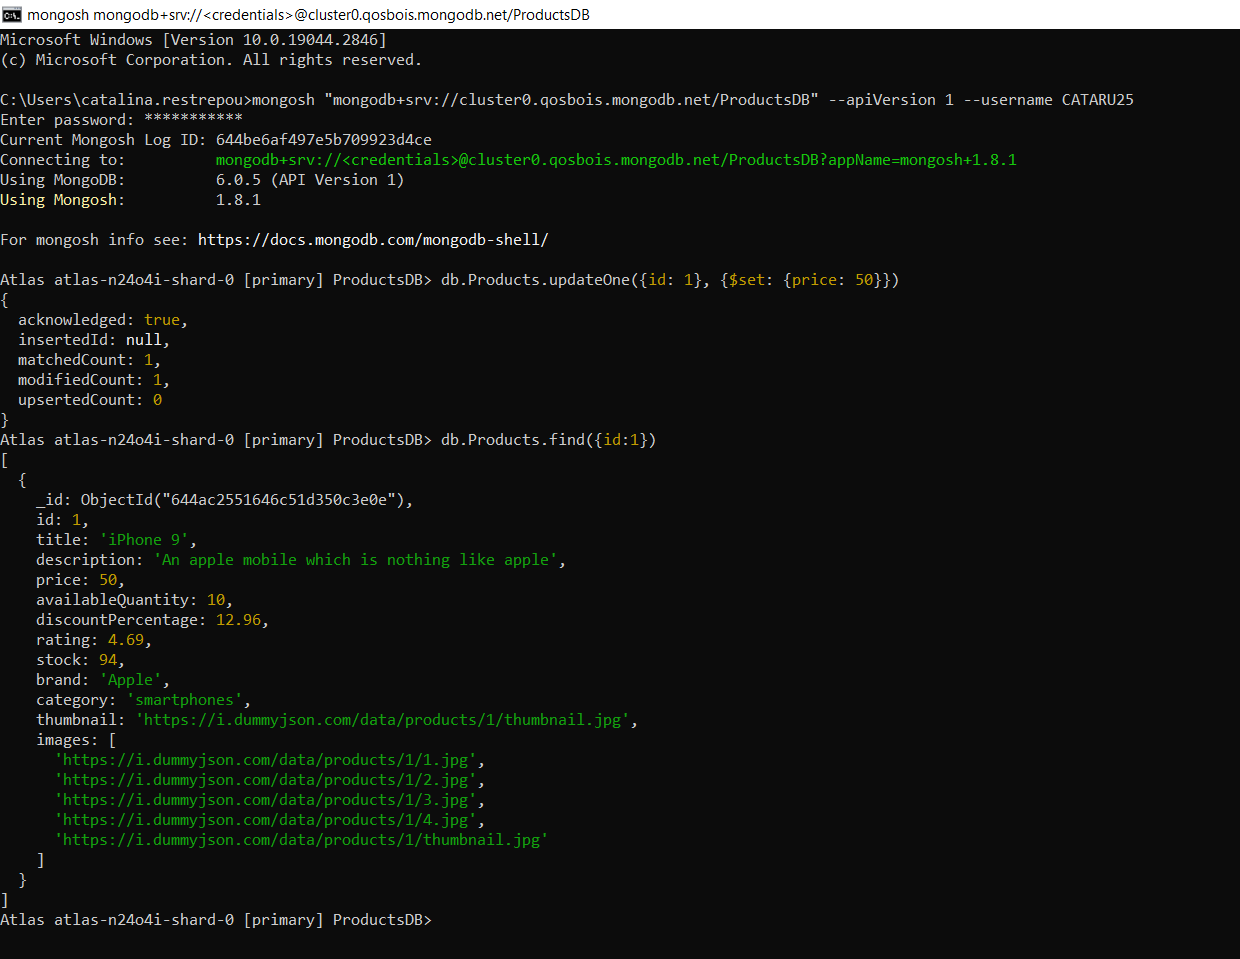 mongosh mongodb+srv://<credentials>@cluster0.qosbois.mongodb.net/ProductsDB
Microsoft Windows [Version 10.0.19044.2846]
(c) Microsoft Corporation. All rights reserved.
C:\Users\catalina.restrepou>mongosh "mongodb+srv://cluster0.qosbois.mongodb.net/ProductsDB" --apiVersion 1 --username CATARU25
Enter password: ***********
Current Mongosh Log ID: 644be6af497e5b709923d4ce
Connecting to:          mongodb+srv://<credentials>@cluster0.qosbois.mongodb.net/ProductsDB?appName=mongosh+1.8.1
Using MongoDB:          6.0.5 (API Version 1)
Using Mongosh:          1.8.1
For mongosh info see: https://docs.mongodb.com/mongodb-shell/
Atlas atlas-n24o4i-shard-0 [primary] ProductsDB> db.Products.updateOne({id: 1}, {$set: {price: 50}})
{
  acknowledged: true,
  insertedId: null,
  matchedCount: 1,
  modifiedCount: 1,
  upsertedCount: 0
}
Atlas atlas-n24o4i-shard-0 [primary] ProductsDB> db.Products.find({id:1})
[
  {
    _id: ObjectId("644ac2551646c51d350c3e0e"),
    id: 1,
    title: 'iPhone 9',
    description: 'An apple mobile which is nothing like apple',
    price: 50,
    availableQuantity: 10,
    discountPercentage: 12.96,
    rating: 4.69,
    stock: 94,
    brand: 'Apple',
    category: 'smartphones',
    thumbnail: 'https://i.dummyjson.com/data/products/1/thumbnail.jpg',
    images: [
      'https://i.dummyjson.com/data/products/1/1.jpg',
      'https://i.dummyjson.com/data/products/1/2.jpg',
      'https://i.dummyjson.com/data/products/1/3.jpg',
      'https://i.dummyjson.com/data/products/1/4.jpg',
      'https://i.dummyjson.com/data/products/1/thumbnail.jpg'
    ]
  }
]
Atlas atlas-n24o4i-shard-0 [primary] ProductsDB>